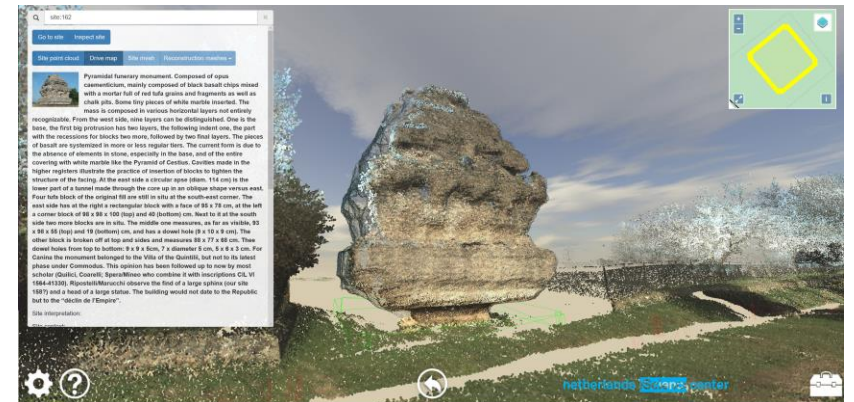 site:162
Go to site Inspect site
Site point cloud Drive map Site mesh Reconstruction meshes
Pyramidal funerary monument. Composed of opus
caementicium, mainly composed of black basalt chips mixed
with a mortar full of red tufa grains and fragments as well as
chalk pits. Some tiny pieces of white marble inserted. The
mass is composed in various horizontal layers not entirely
recognizable. From the west side, nine layers can be distinguished. One is the
base, the first big protrusion has two layers, the following indent one, the part
with the recessions for blocks two more, followed by two final layers. The pieces
of basalt are systemized in more or less regular tiers. The current form is due to
the absence of elements in stone, especially in the base, and of the entire
covering with white marble like the Pyramid of Cestius. Cavities made in the
higher registers illustrate the practice of insertion of blocks to tighten the
structure of the facing. At the east side a circular apse (diam. 114 cm) is the
lower part of a tunnel made through the core up in an oblique shape versus east.
Four tufa block of the original fill are still in situ at the south-east corner. The
east side has at the right a rectangular block with a face of 95 x 78 cm, at the left
a corner block of 98 x 98 x 100 (top) and 40 (bottom) cm. Next to it at the south
side two more blocks are in situ. The middle one measures, as far as visible, 93
x 98 x 55 (top) and 19 (bottom) cm, and has a dowel hole (9 x 10 x 9 cm). The
other block is broken off at top and sides and measures 88 x 77 x 88 cm. Thee
dowel holes from top to bottom: 9 x 9 x 5cm, 7 x diameter 5 cm, 5 x 6 x 3 cm. For
Canina the monument belonged to the Villa of the Quintilii, but not to its latest
phase under Commodus. This opinion has been followed up to now by most
scholar (Quilici, Coarelli; Spera/Mineo who combine it with inscriptions CIL VI
1564-41330). Ripostelli/Marucchi observe the find of a large sphinx (our site
158?) and a head of a large statue. The building would not date to the Republic
but to the "déclin de l'Empire".
Site interpretation:
netherlands center